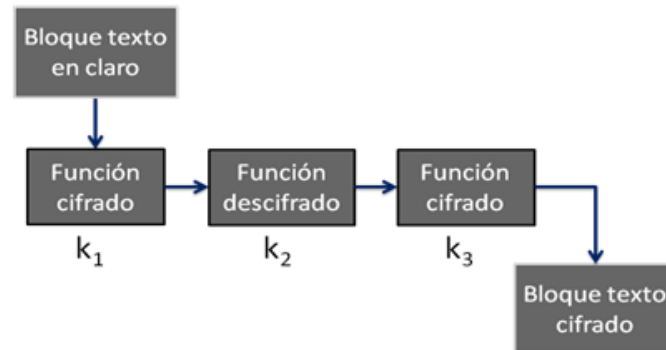 Bloque texto
en claro
Función
cifrado
Función
descifrado
Función
cifrado
k₁
k₂
k₃
Bloque texto
cifrado